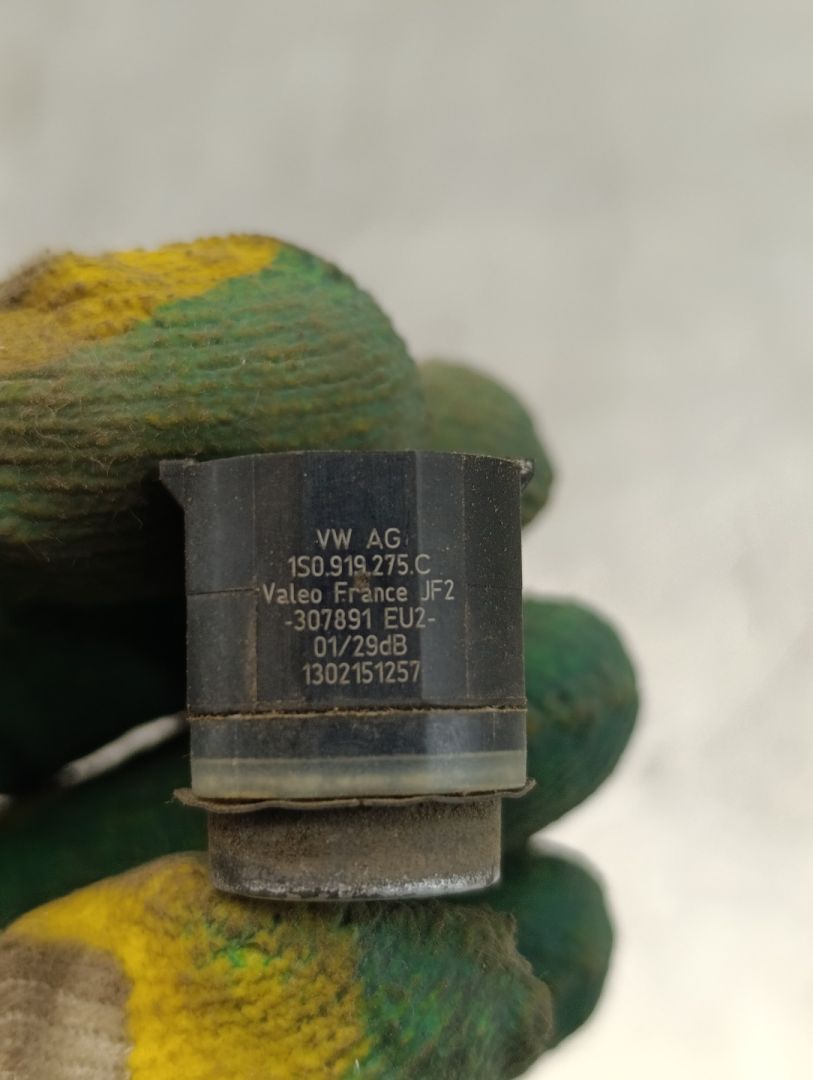 VW AG
1S0.919.275.C
Valeo France JF2
-307891 EU2-
01/29dB
1302151257